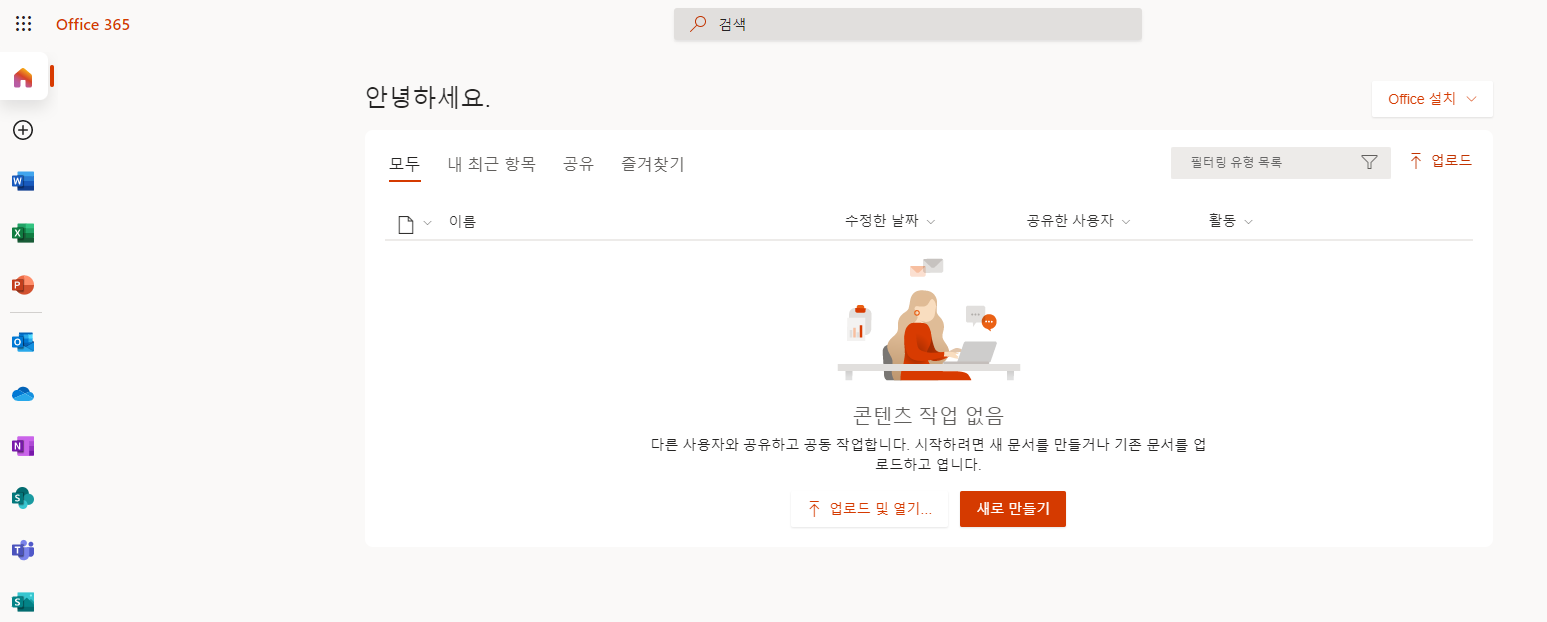 Office 365
검색
안녕하세요.
Office 설치
모두 내 최근 항목 공유 즐겨찾기
필터링 유형 목록
업로드
이름 수정한 날짜 공유한 사용자 활동
콘텐츠 작업 없음
다른 사용자와 공유하고 공동 작업합니다. 시작하려면 새 문서를 만들거나 기존 문서를 업
로드하고 엽니다.
업로드 및 열기...
새로 만들기
W
X
P
O
N
S
T
S